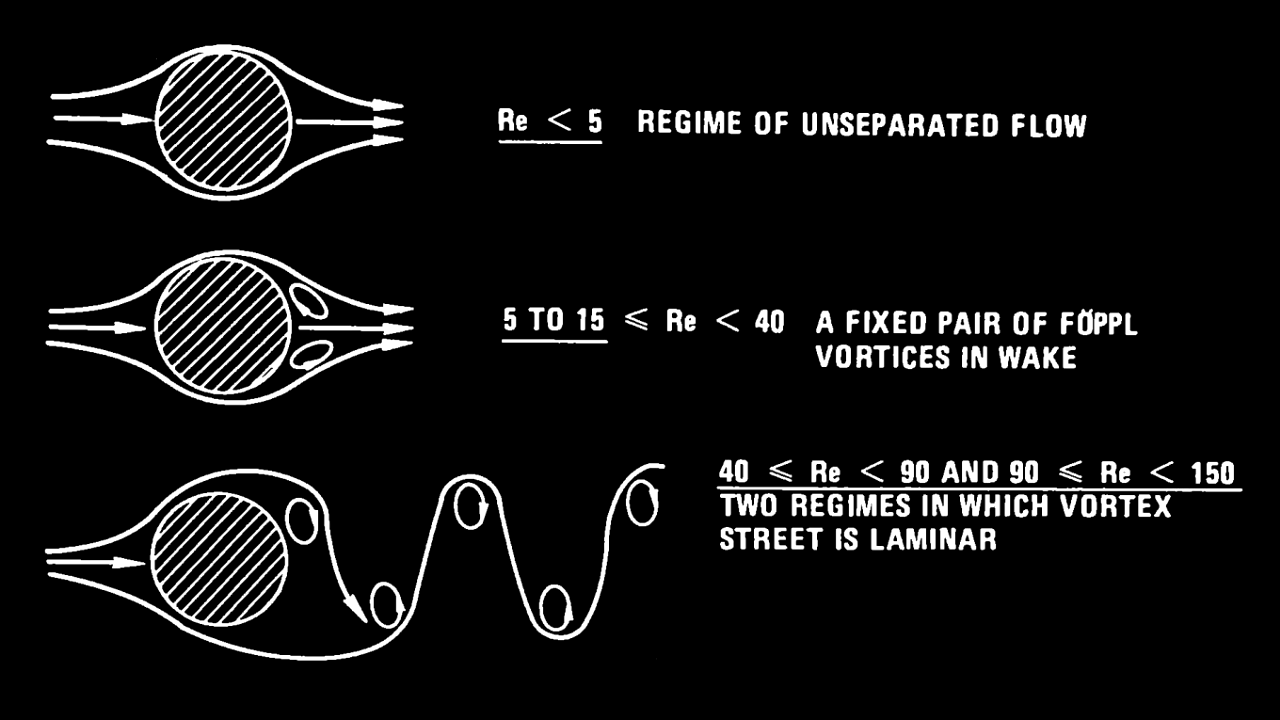 Re < 5 REGIME OF UNSEPARATED FLOW
5 TO 15 ≤ Re < 40 A FIXED PAIR OF FÖPPL
VORTICES IN WAKE
40 ≤ Re < 90 AND 90 ≤ Re < 150
TWO REGIMES IN WHICH VORTEX
STREET IS LAMINAR